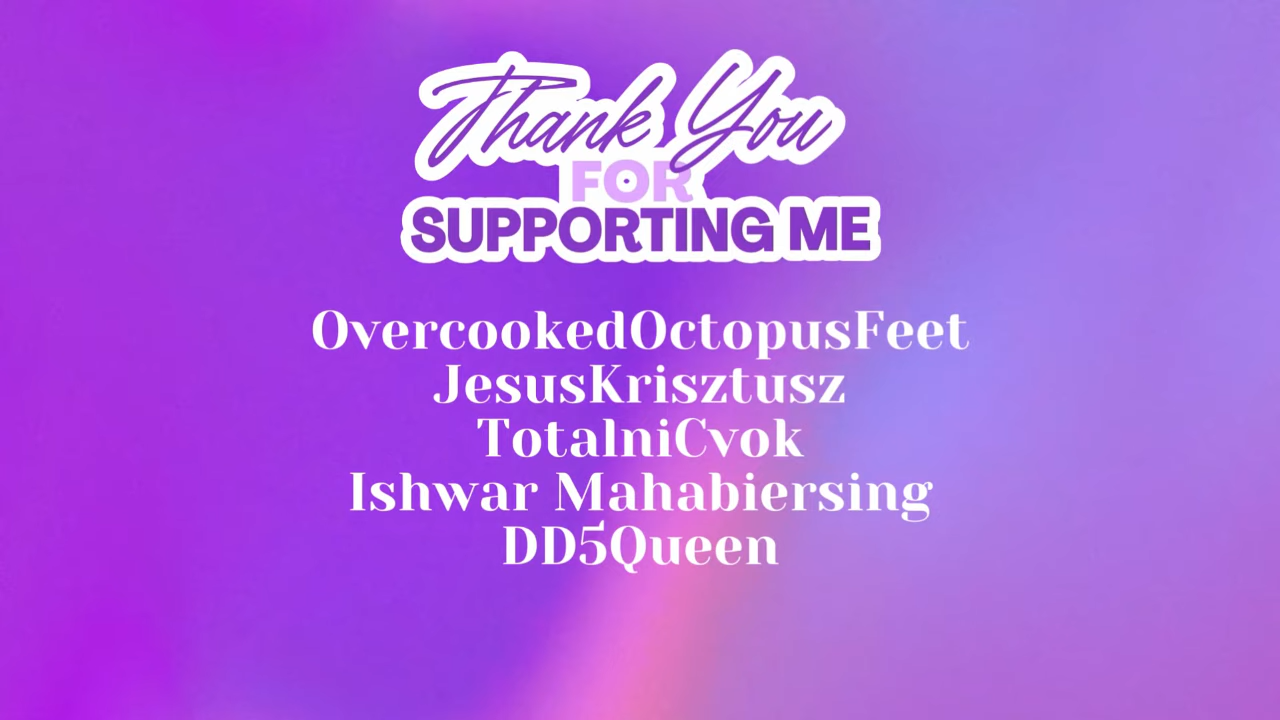 Thank You
FOR
SUPPORTING ME
OvercookedOctopusFeet
JesusKrisztusz
TotalniCvok
Ishwar Mahabiersing
DD5Queen